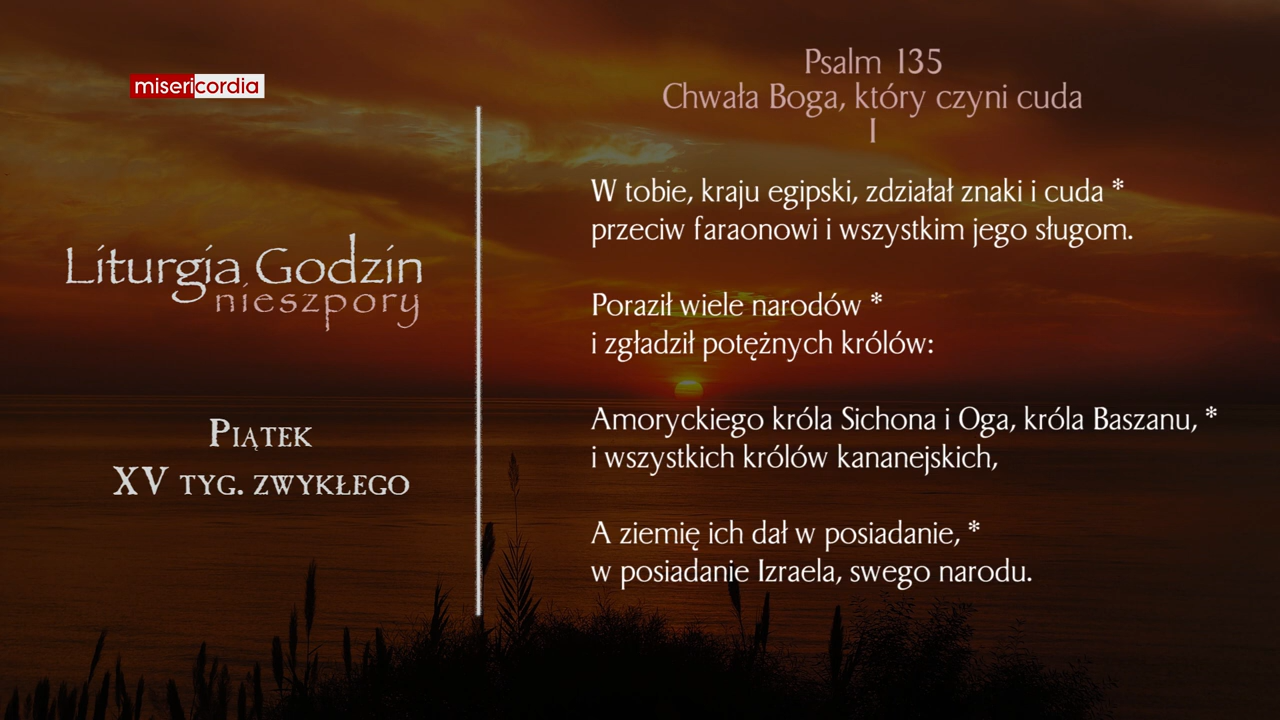 misericordia
Liturgia Godzin
nieszpory
Piątek
XV tyg. zwykłego
Psalm 135
Chwała Boga, który czyni cuda
I
W tobie, kraju egipski, zdziałał znaki i cuda *
przeciw faraonowi i wszystkim jego sługom.
Poraził wiele narodów *
i zgładził potężnych królów:
Amoryckiego króla Sichona i Oga, króla Baszanu, *
i wszystkich królów kananejskich,
A ziemię ich dał w posiadanie, *
w posiadanie Izraela, swego narodu.